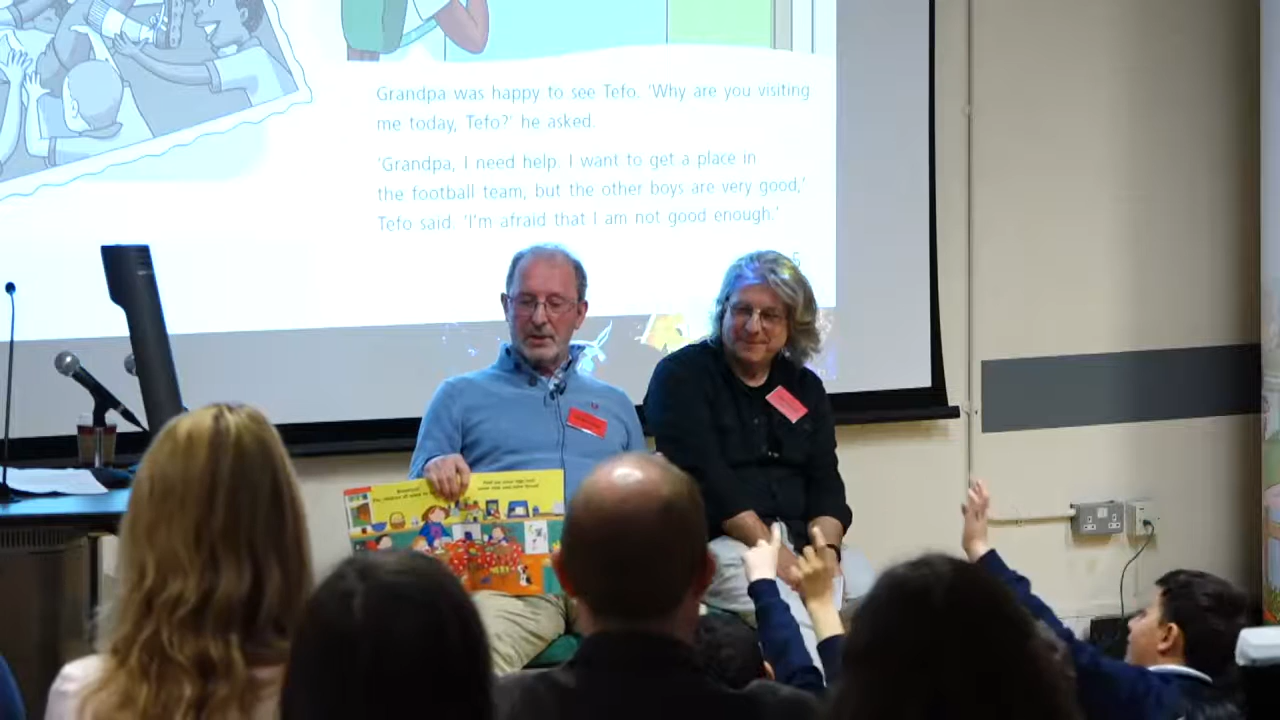 Grandpa was happy to see Tefo. 'Why are you visiting
me today, Tefo?' he asked.
'Grandpa, I need help. I want to get a place in
the football team, but the other boys are very good,'
Tefo said. 'I'm afraid that I am not good enough.'
5